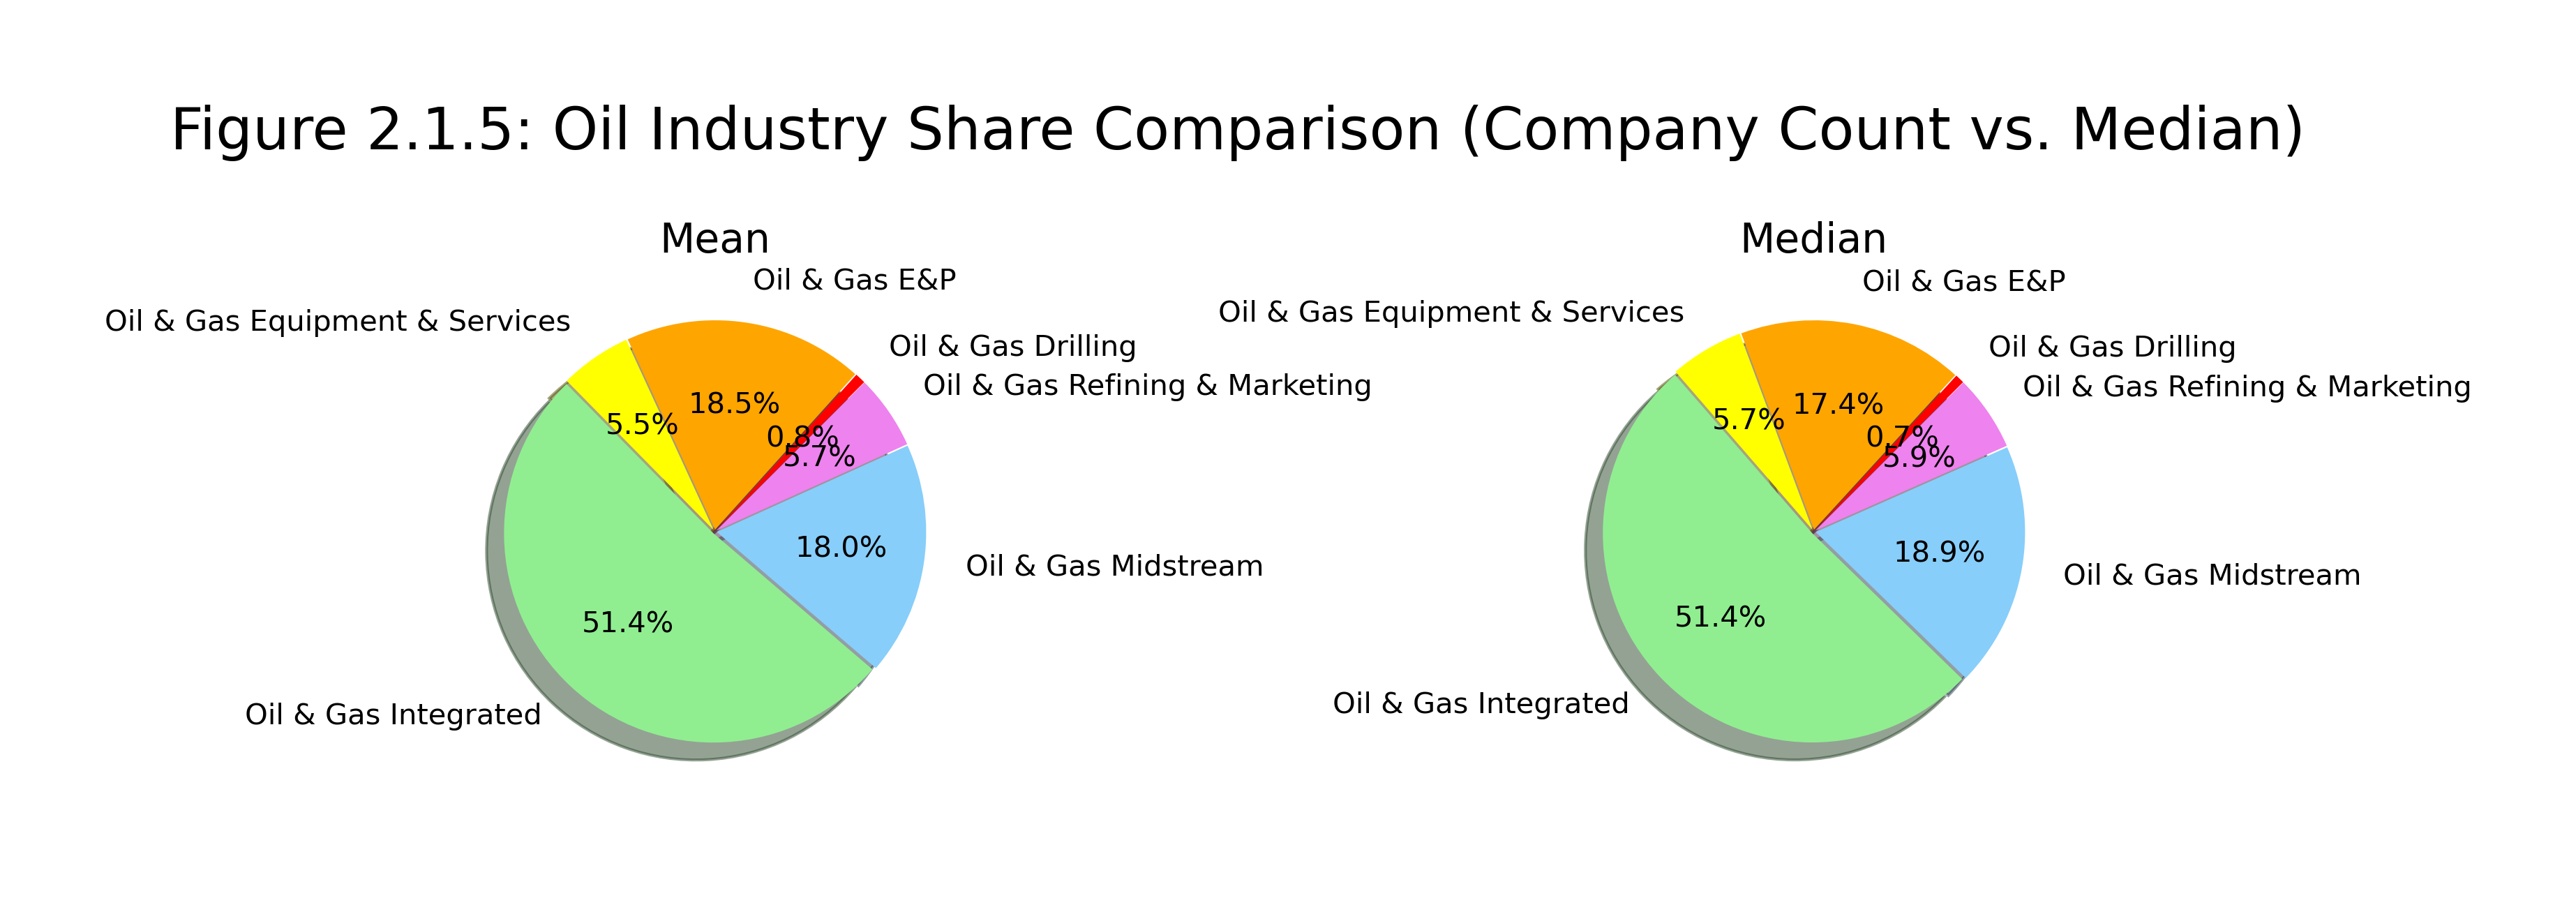 Figure 2.1.5: Oil Industry Share Comparison (Company Count vs. Median)
Mean
Oil & Gas E&P
Oil & Gas Equipment & Services
Oil & Gas Drilling
Oil & Gas Refining & Marketing
18.5%
5.5%
0.8%
5.7%
18.0%
Oil & Gas Midstream
51.4%
Oil & Gas Integrated
Median
Oil & Gas E&P
Oil & Gas Equipment & Services
Oil & Gas Drilling
Oil & Gas Refining & Marketing
17.4%
5.7%
0.7%
5.9%
18.9%
Oil & Gas Midstream
51.4%
Oil & Gas Integrated